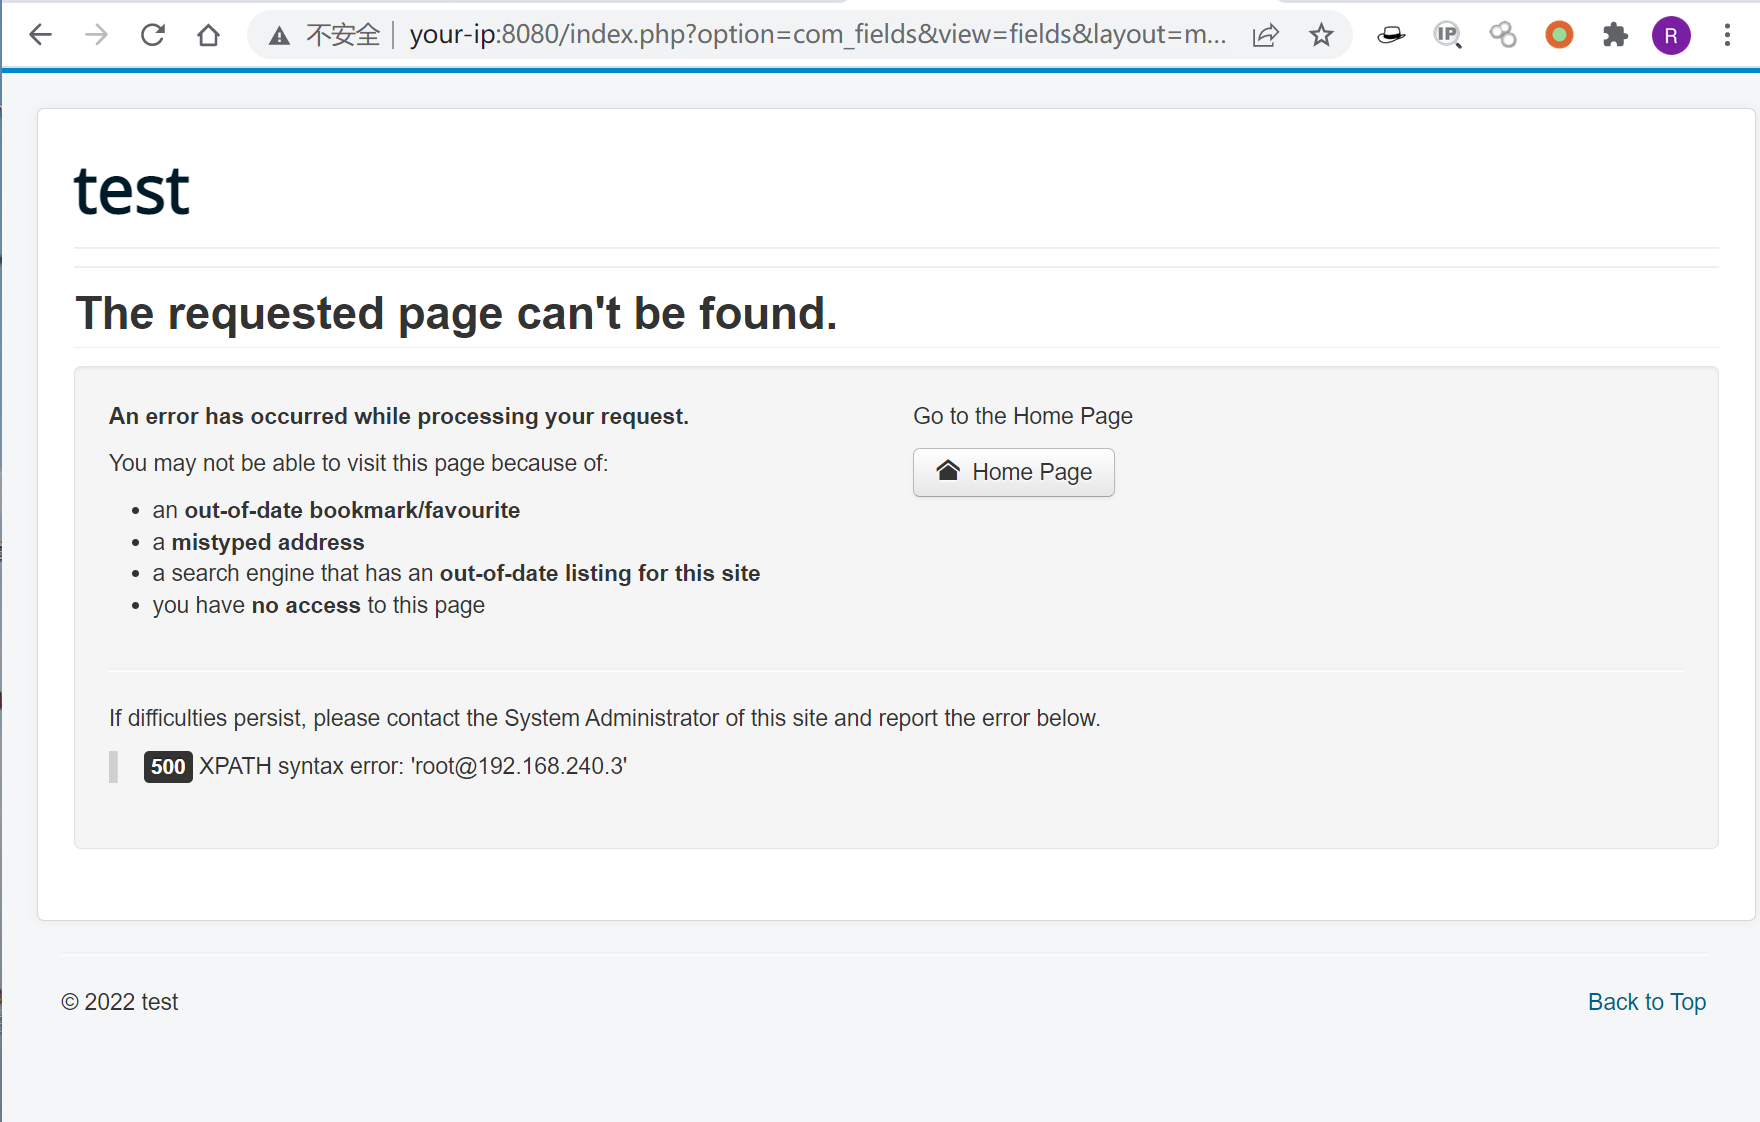 不安全 your-ip:8080/index.php?option=com_fields&view=fields&layout=m...
IP
R
test
The requested page can't be found.
An error has occurred while processing your request.
You may not be able to visit this page because of:
• an out-of-date bookmark/favourite
• a mistyped address
• a search engine that has an out-of-date listing for this site
• you have no access to this page
Go to the Home Page
Home Page
If difficulties persist, please contact the System Administrator of this site and report the error below.
500 XPATH syntax error: 'root@192.168.240.3'
© 2022 test
Back to Top